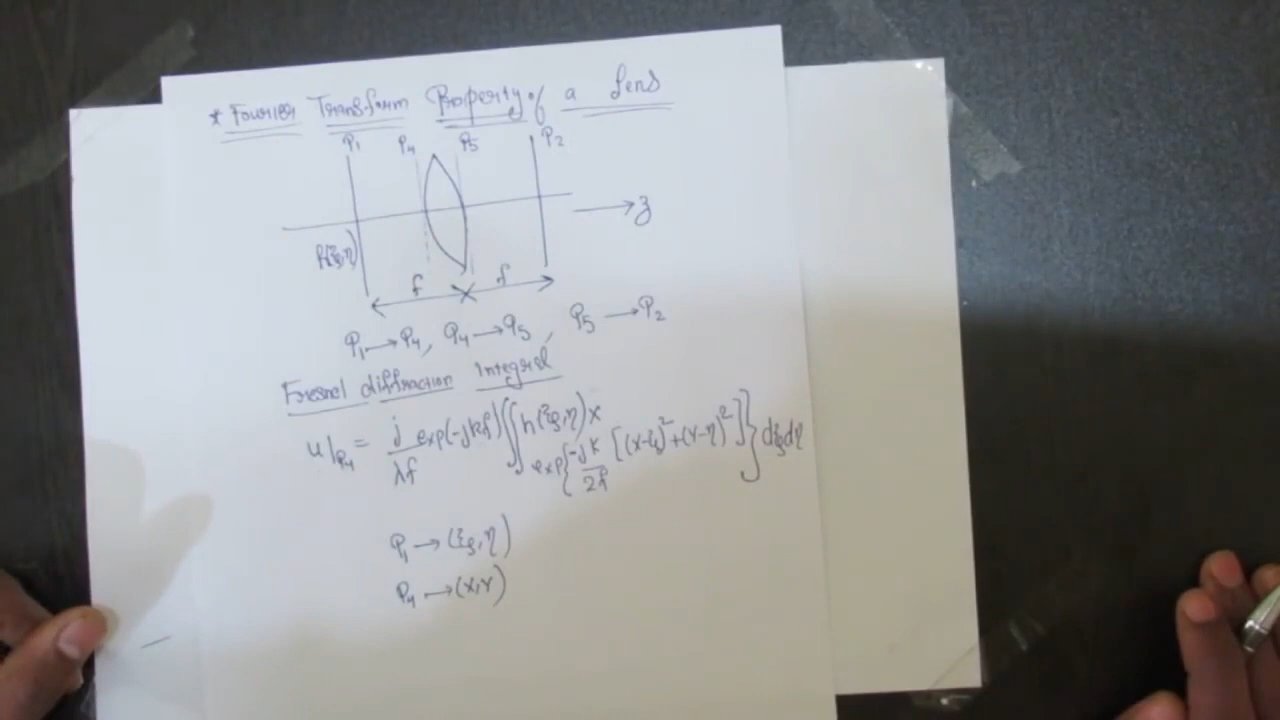 * Fourier Transform Property of a Lens
P₁ P₄ P₅ P₂
z
h(ξ,η)
f f
P₁ → P₄, P₄ → P₅, P₅ → P₂
Fresnel diffraction Integral
u|P₄ = j/λf exp(-jkf) ∬ h(ξ,η) x
exp{-jk/2f [(x-ξ)²+(y-η)²]} dξdη
P₁ → (ξ,η)
P₄ → (x,y)